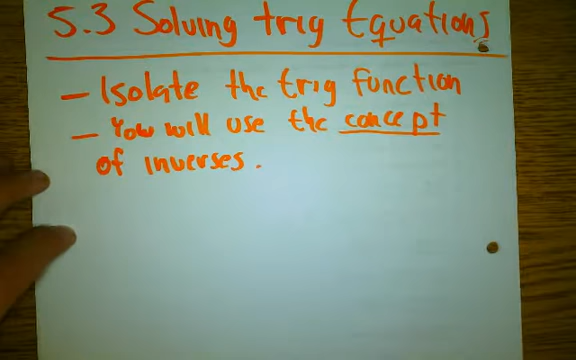 5.3 Solving trig Equations
- Isolate the trig function
- You will use the concept
of inverses.